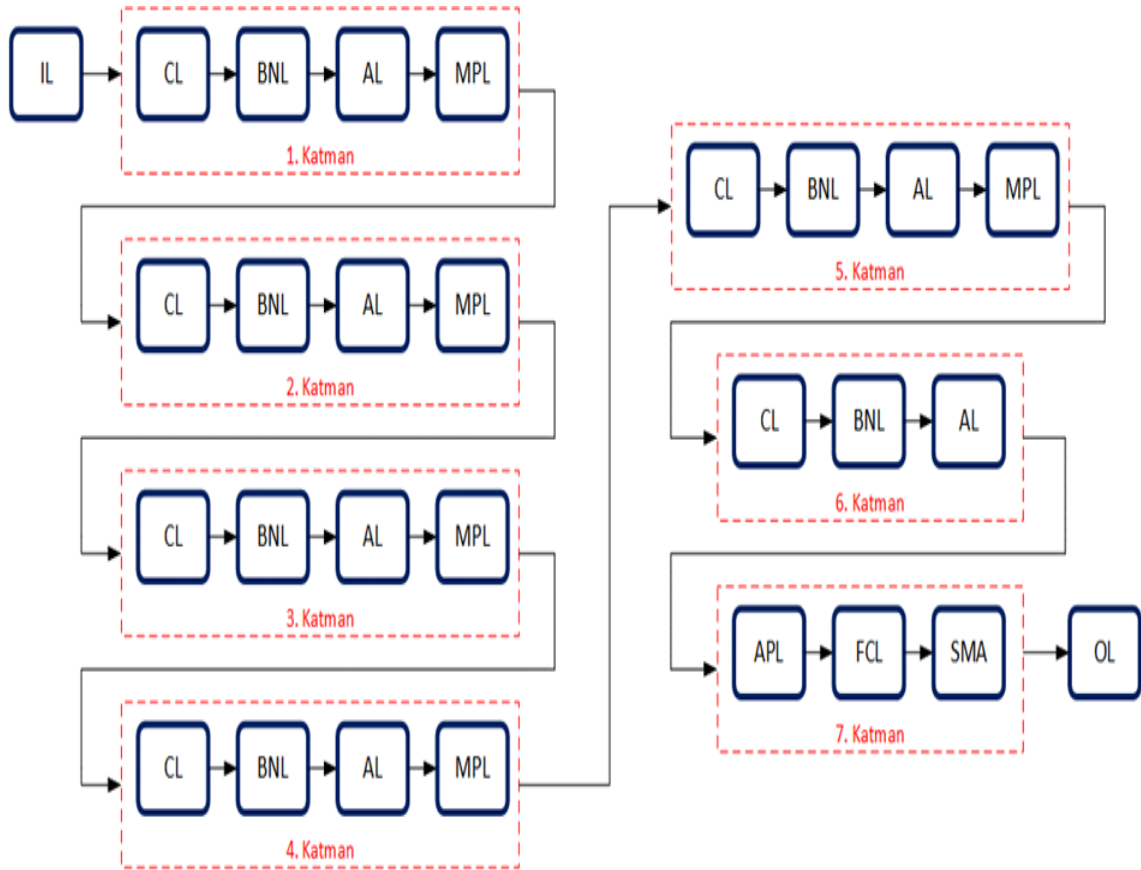 IL
CL BNL AL MPL
1. Katman
CL BNL AL MPL
2. Katman
CL BNL AL MPL
3. Katman
CL BNL AL MPL
4. Katman
CL BNL AL MPL
5. Katman
CL BNL AL
6. Katman
APL FCL SMA
7. Katman
OL